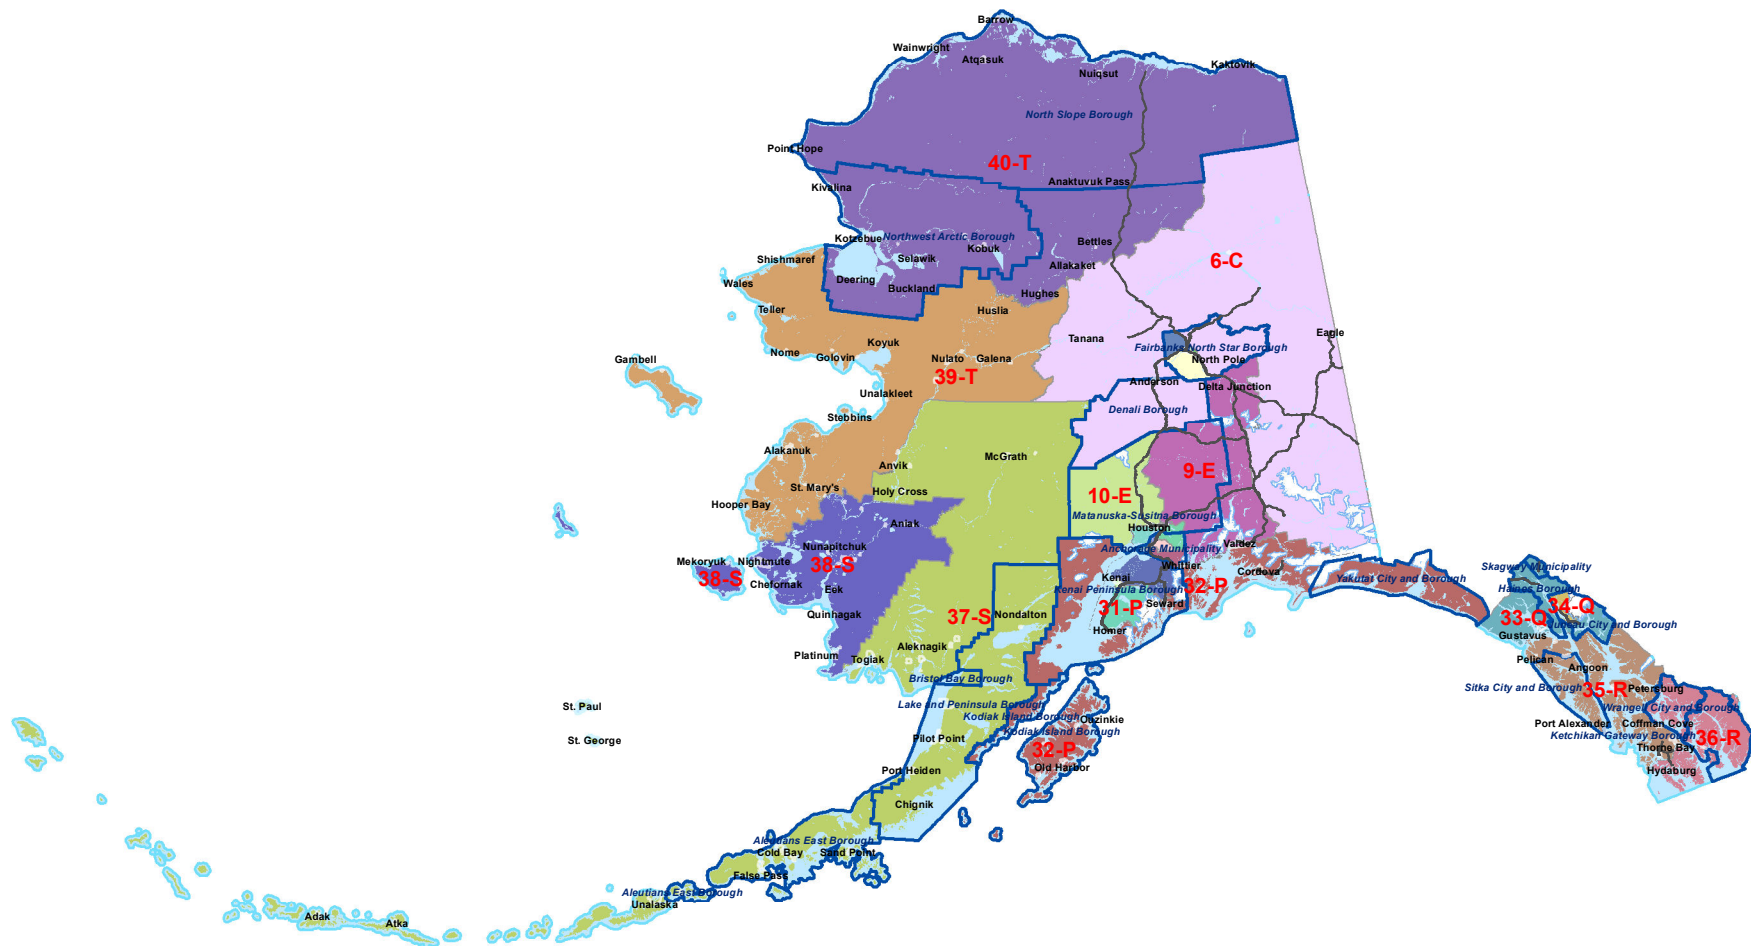 Barrow
Wainwright
Atqasuk
Nuiqsut
Kaktovik
North Slope Borough
Point Hope
40-T
Anaktuvuk Pass
Kivalina
Kotzebue
Northwest Arctic Borough
Kobuk
Bettles
Selawik
Allakaket
Shishmaref
6-C
Deering
Buckland
Hughes
Wales
Teller
Huslia
Tanana
Eagle
Koyuk
Fairbanks North Star Borough
Nome
Golovin
Nulato
Galena
North Pole
Gambell
39-T
Anderson
Delta Junction
Unalakleet
Denali Borough
Stebbins
Alakanuk
McGrath
Anvik
9-E
St. Mary's
Holy Cross
10-E
Hooper Bay
Matanuska-Susitna Borough
Aniak
Houston
Nunapitchuk
Anchorage Municipality
Valdez
Mekoryuk
Nightmute
38-S
38-S
Whittier
Cordova
Skagway Municipality
Kenai
Yakutat City and Borough
Chefornak
Eek
Kenai Peninsula Borough
32-P
Haines Borough
Seward
31-P
34-Q
Quinhagak
37-S
Nondalton
33-Q
Juneau City and Borough
Homer
Gustavus
Aleknagik
Platinum
Togiak
Pelican
Angoon
Bristol Bay Borough
Sitka City and Borough
35-R
Petersburg
Lake and Peninsula Borough
St. Paul
Kodiak Island Borough
Ouzinkie
Wrangell City and Borough
Port Alexander
Coffman Cove
Kodiak Island Borough
Ketchikan Gateway Borough
36-R
St. George
Pilot Point
32-P
Thorne Bay
Old Harbor
Port Heiden
Hydaburg
Chignik
Aleutians East Borough
Cold Bay
Sand Point
False Pass
Aleutians East Borough
Unalaska
Adak
Atka